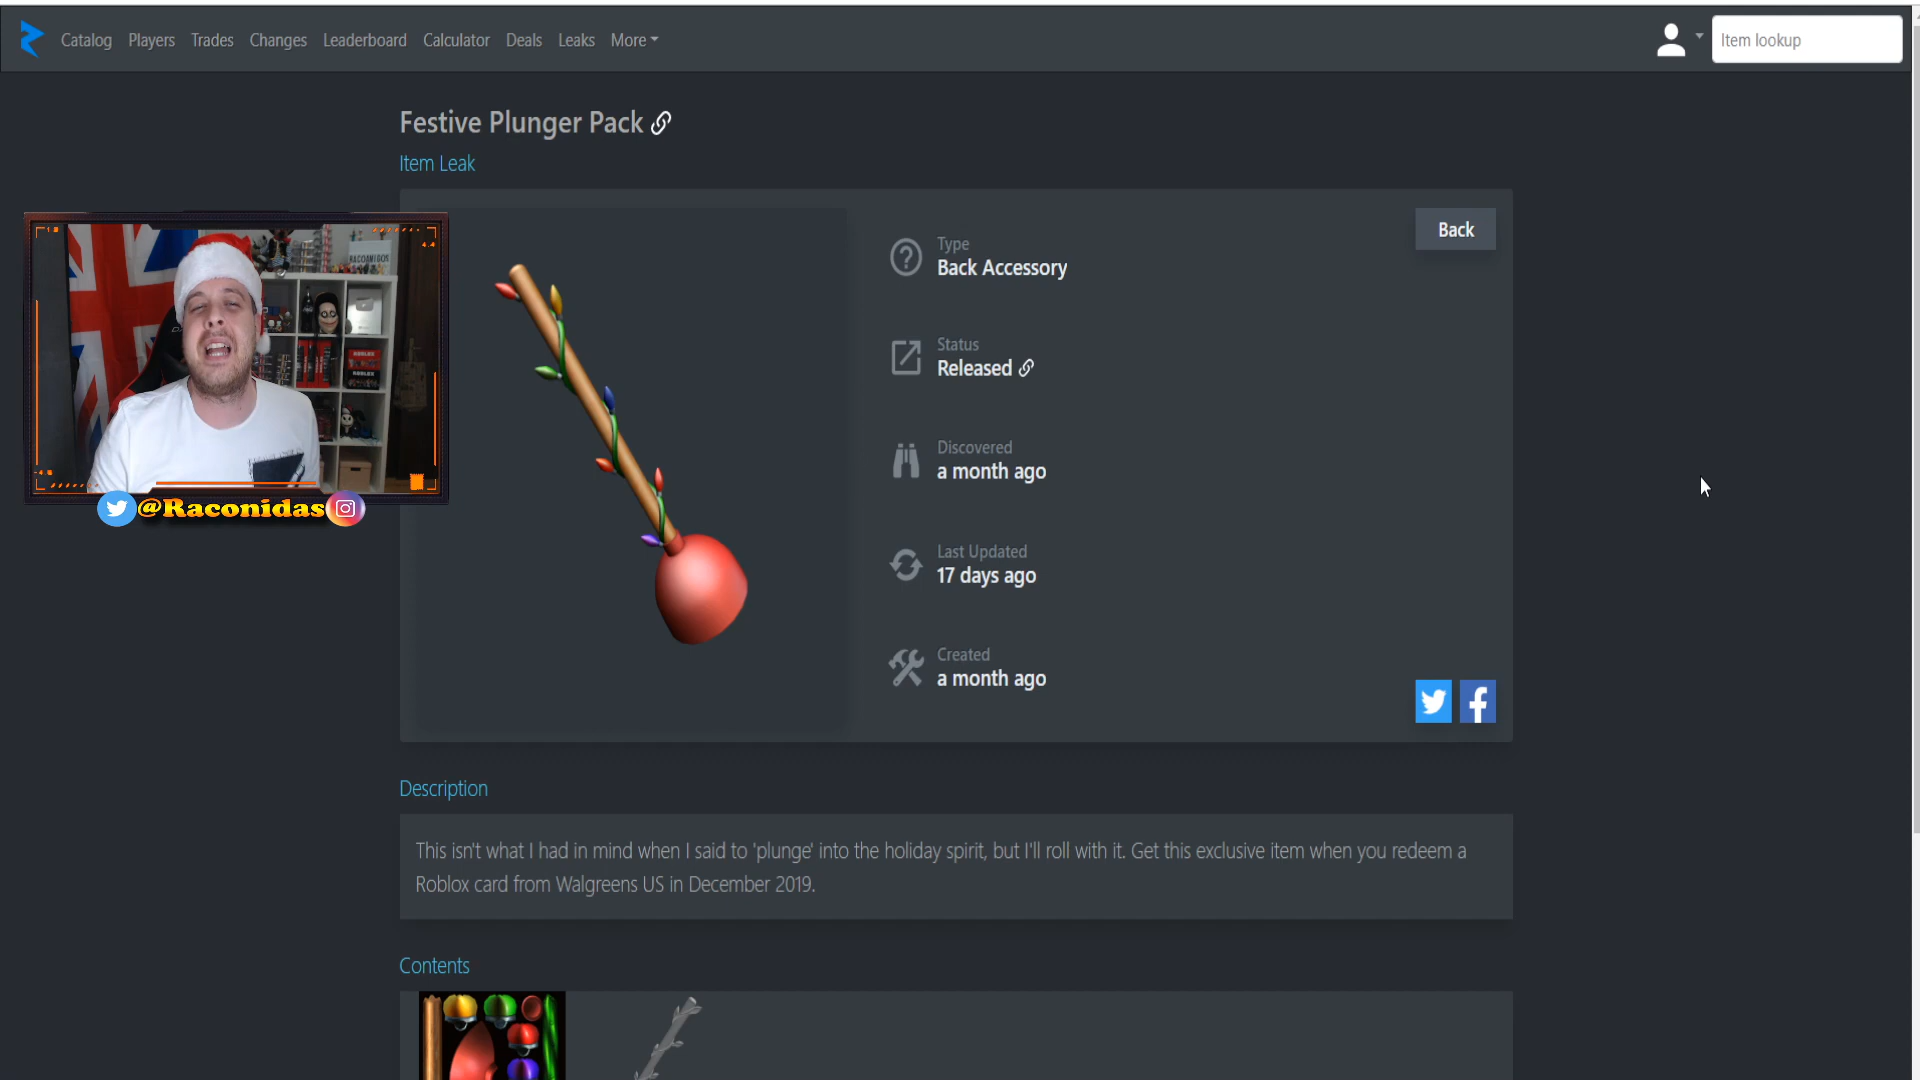 Catalog Players Trades Changes Leaderboard Calculator Deals Leaks More
Item lookup
Festive Plunger Pack
Item Leak
Back
Type
Back Accessory
Status
Released
Discovered
a month ago
Last Updated
17 days ago
Created
a month ago
RACONIDAS
ROBLOX
ROBLOX
@Raconidas
Description
This isn't what I had in mind when I said to 'plunge' into the holiday spirit, but I'll roll with it. Get this exclusive item when you redeem a
Roblox card from Walgreens US in December 2019.
Contents